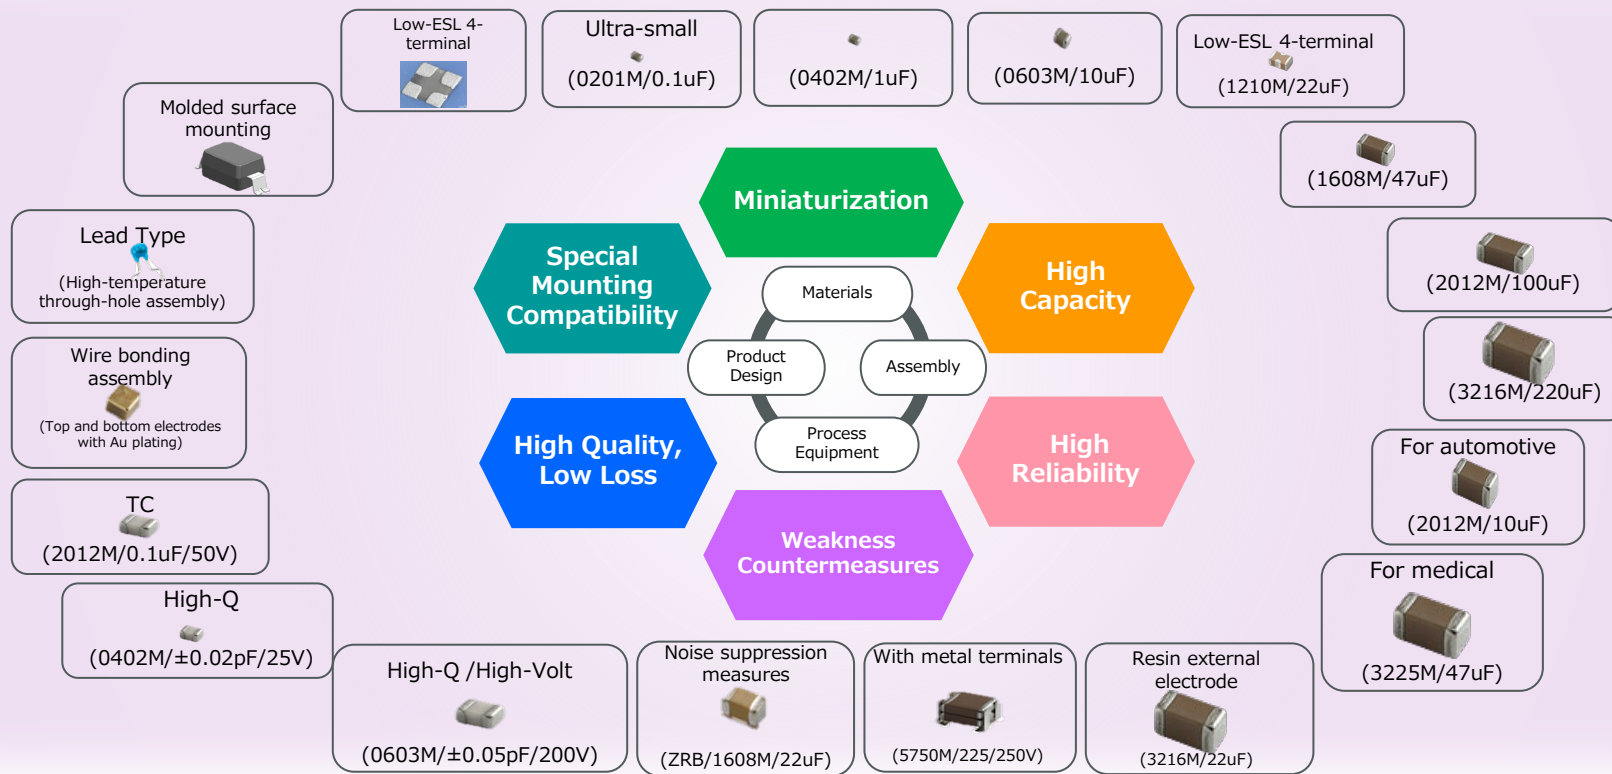 Low-ESL 4-
terminal
Ultra-small
(0201M/0.1uF)
(0402M/1uF)
(0603M/10uF)
Low-ESL 4-terminal
(1210M/22uF)
Molded surface
mounting
(1608M/47uF)
Lead Type
(High-temperature
through-hole assembly)
(2012M/100uF)
Wire bonding
assembly
(Top and bottom electrodes
with Au plating)
(3216M/220uF)
TC
(2012M/0.1uF/50V)
For automotive
(2012M/10uF)
High-Q
(0402M/±0.02pF/25V)
For medical
(3225M/47uF)
High-Q /High-Volt
(0603M/±0.05pF/200V)
Noise suppression
measures
(ZRB/1608M/22uF)
With metal terminals
(5750M/225/250V)
Resin external
electrode
(3216M/22uF)
Miniaturization
Special
Mounting
Compatibility
High
Capacity
High Quality,
Low Loss
High
Reliability
Weakness
Countermeasures
Materials
Product
Design
Assembly
Process
Equipment